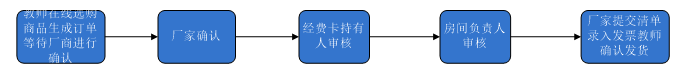 教师在线选购
商品生成订单
等待厂商进行
确认
厂家确认
经费卡持有
人审核
房间负责人
审核
厂家提交清单
录入发票教师
确认发货